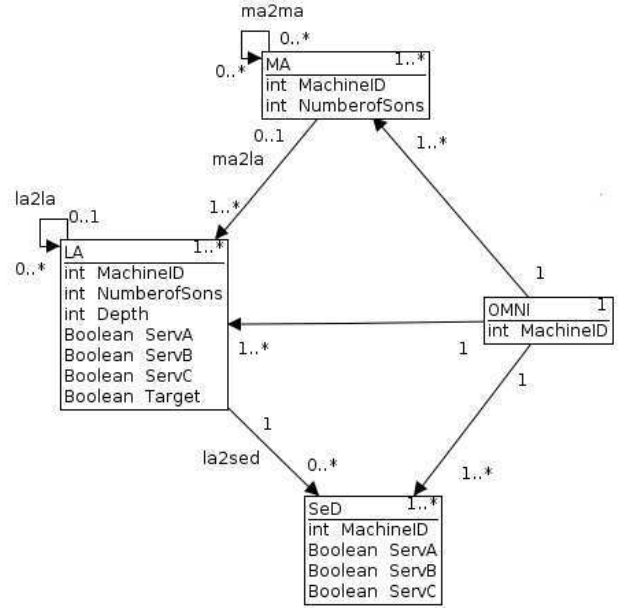 ma2ma
0..*
0..*
MA 1..*
int MachineID
int NumberofSons
0..1
1..*
ma2la
la2la
1..*
0..1
LA 1..*
0..*
int MachineID
int NumberofSons
int Depth
Boolean ServA
Boolean ServB
Boolean ServC
Boolean Target
1
OMNI 1
int MachineID
1..*
1
1
1
la2sed
0..*
1..*
SeD 1..*
int MachineID
Boolean ServA
Boolean ServB
Boolean ServC